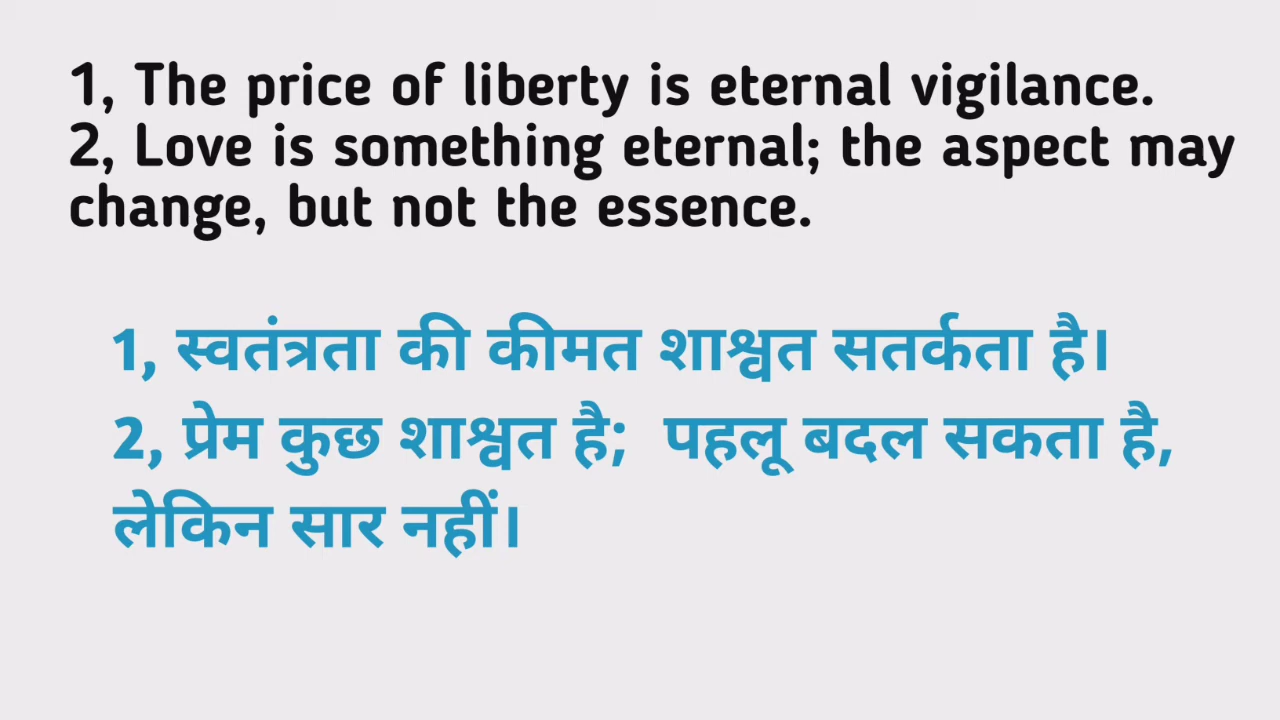 1, The price of liberty is eternal vigilance.
2, Love is something eternal; the aspect may
change, but not the essence.
1, स्वतंत्रता की कीमत शाश्वत सतर्कता है।
2, प्रेम कुछ शाश्वत है;  पहलू बदल सकता है,
लेकिन सार नहीं।